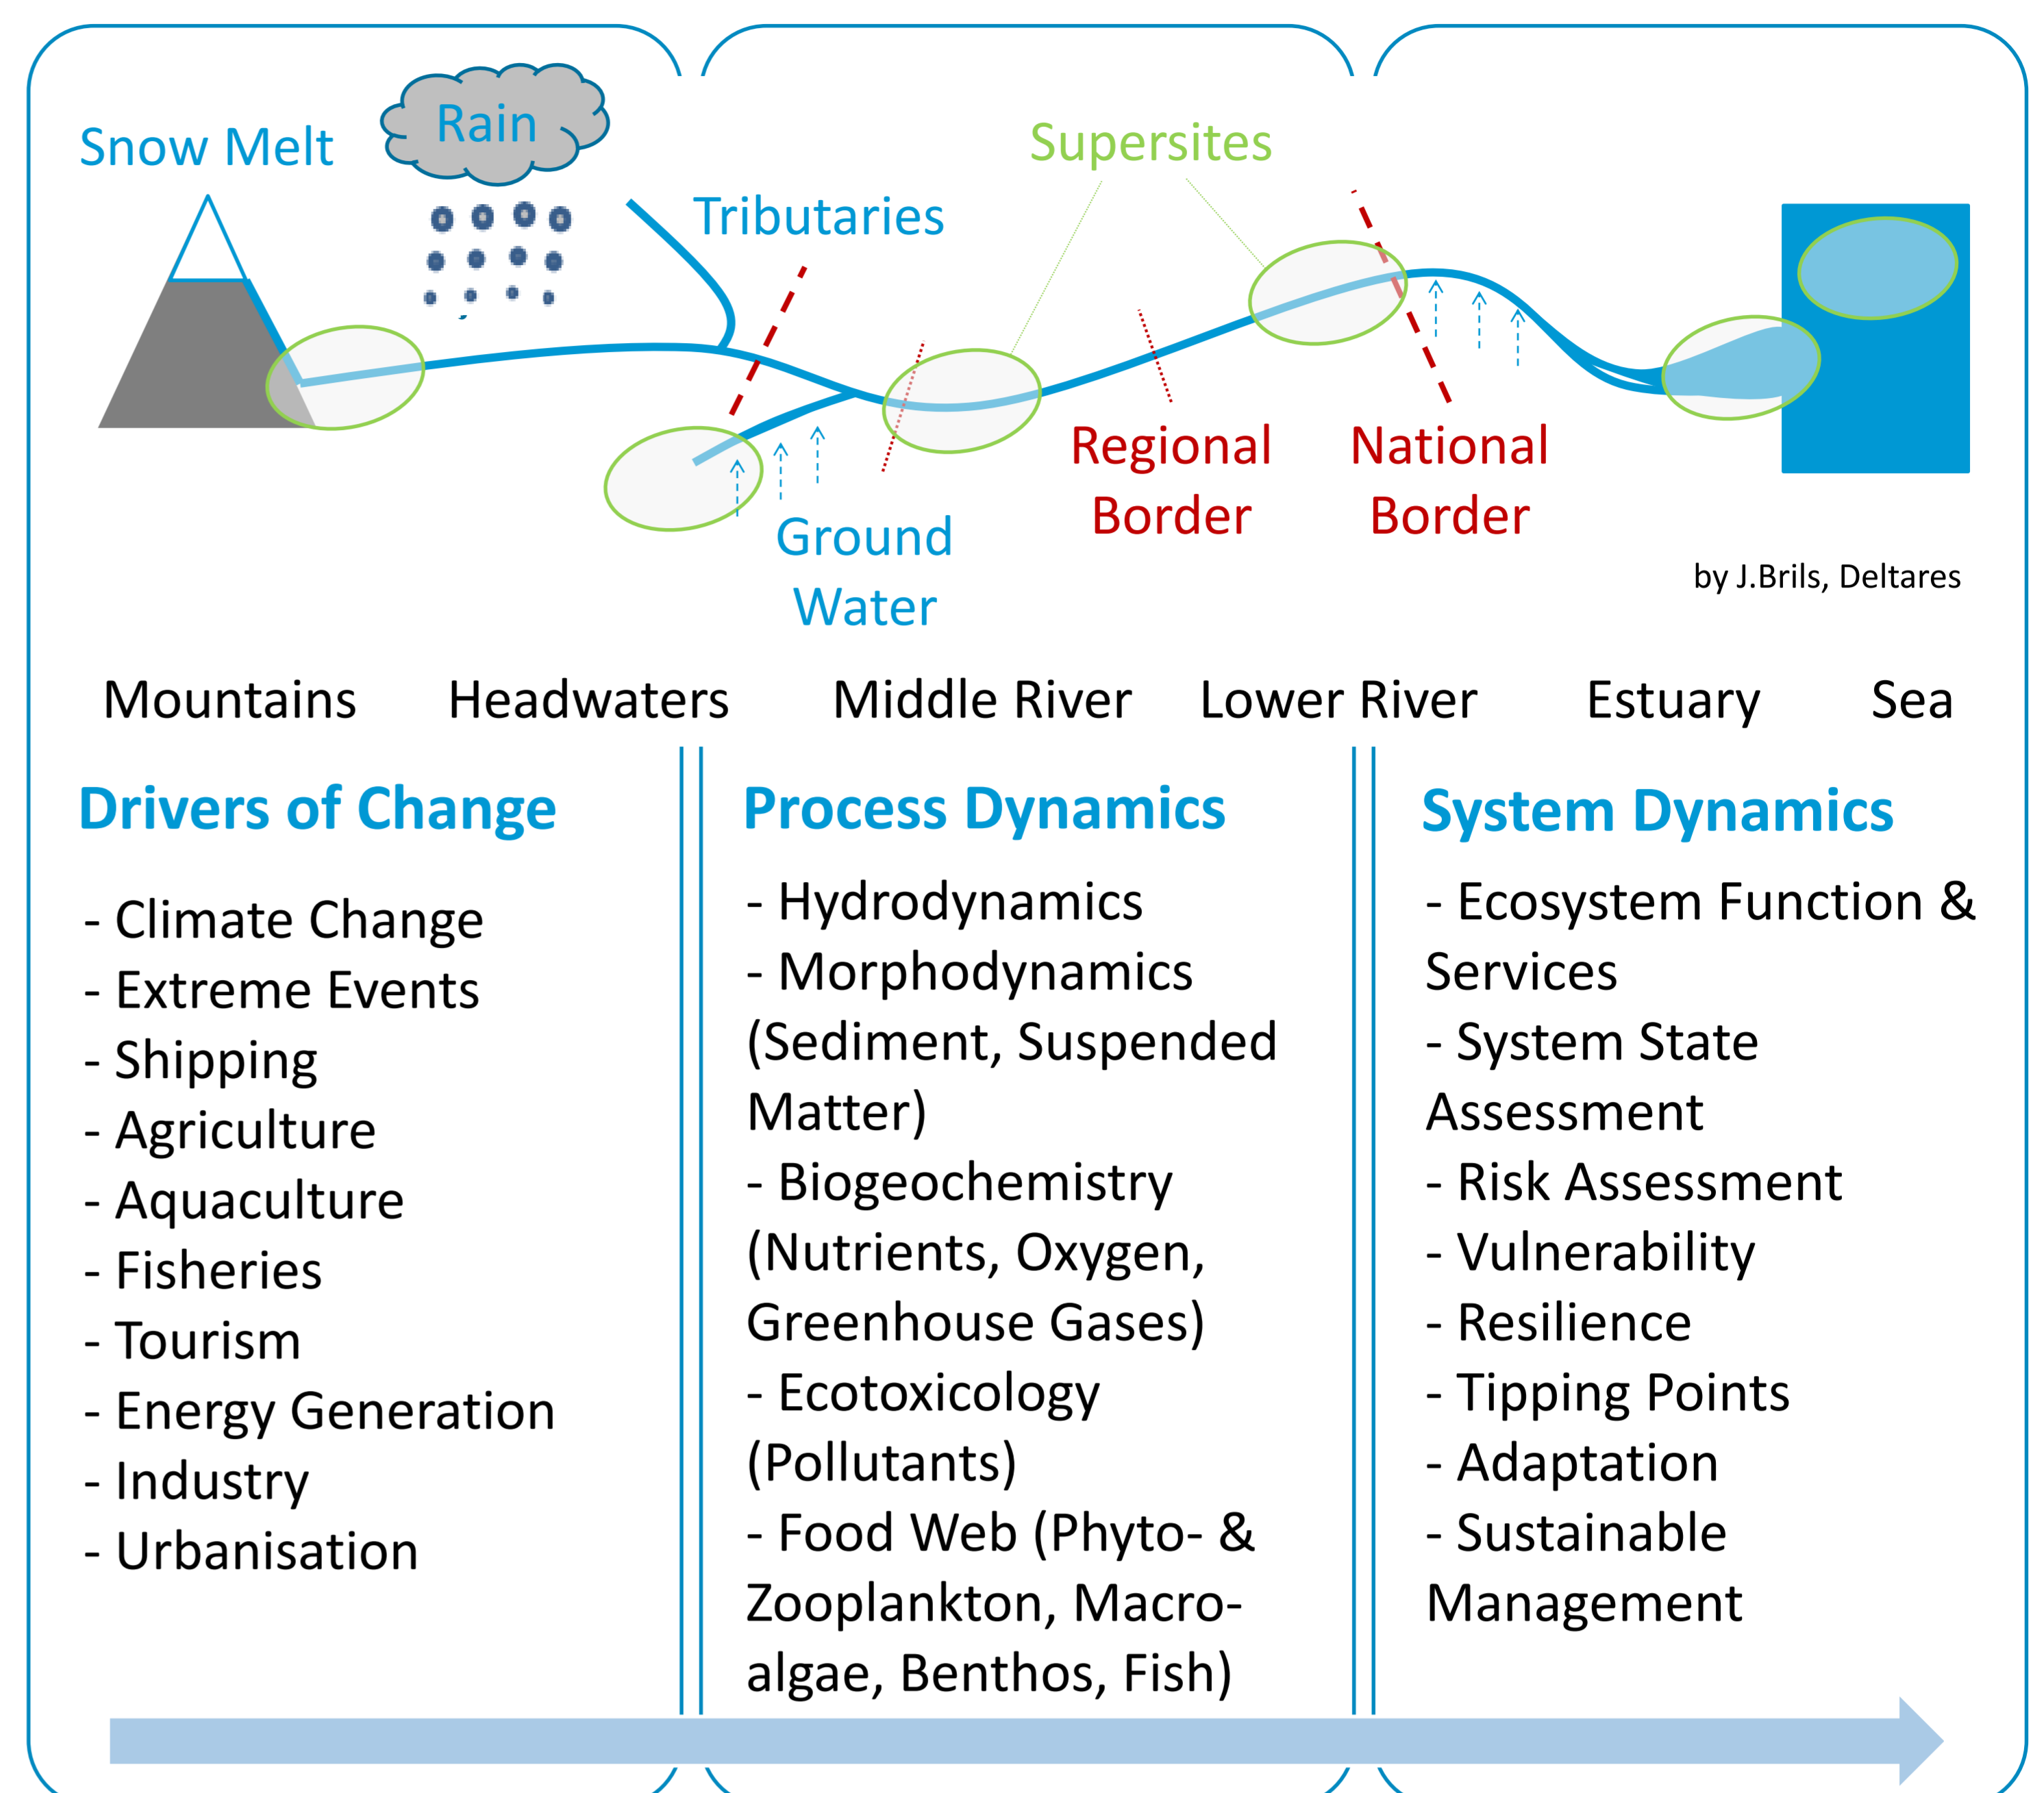 Snow Melt
Rain
Tributaries
Supersites
Ground
Water
Regional
Border
National
Border
by J.Brils, Deltares
Mountains Headwaters Middle River Lower River Estuary Sea
Drivers of Change
- Climate Change
- Extreme Events
- Shipping
- Agriculture
- Aquaculture
- Fisheries
- Tourism
- Energy Generation
- Industry
- Urbanisation
Process Dynamics
- Hydrodynamics
- Morphodynamics
(Sediment, Suspended
Matter)
- Biogeochemistry
(Nutrients, Oxygen,
Greenhouse Gases)
- Ecotoxicology
(Pollutants)
- Food Web (Phyto- &
Zooplankton, Macro-
algae, Benthos, Fish)
System Dynamics
- Ecosystem Function &
Services
- System State
Assessment
- Risk Assessment
- Vulnerability
- Resilience
- Tipping Points
- Adaptation
- Sustainable
Management